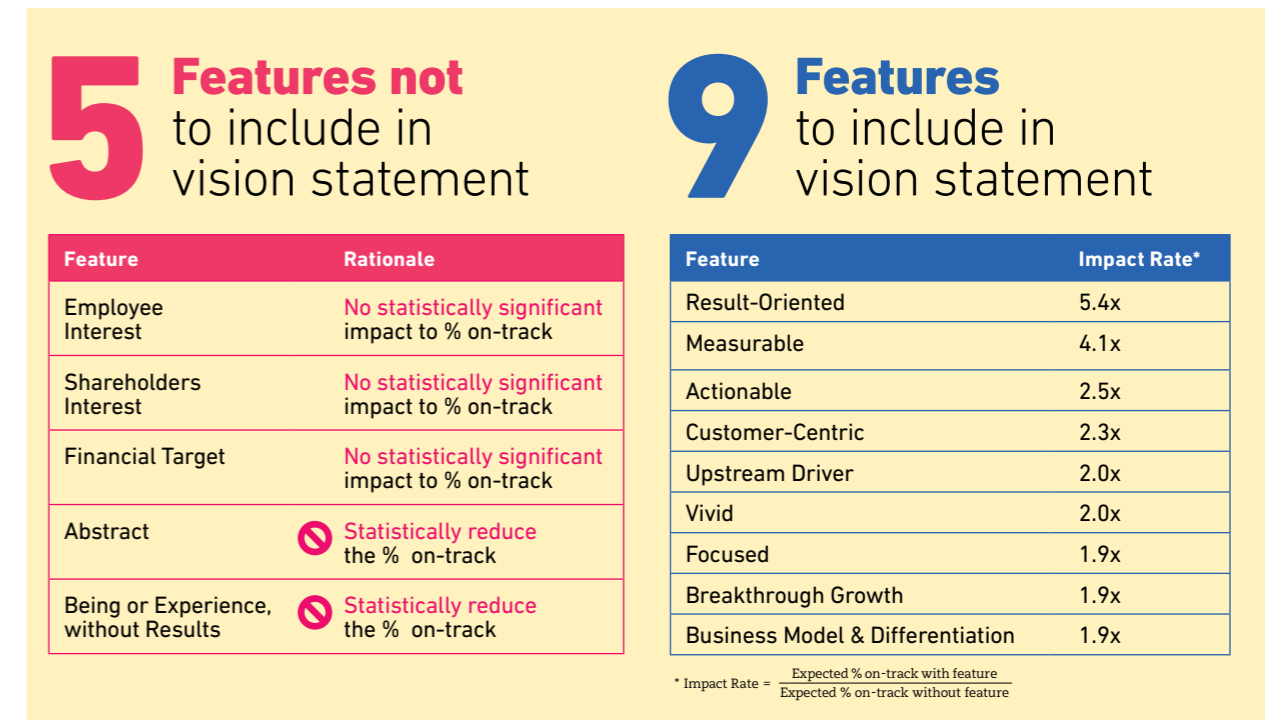 5 Features not
to include in
vision statement
Feature Rationale
Employee No statistically significant
Interest impact to % on-track
Shareholders No statistically significant
Interest impact to % on-track
Financial Target No statistically significant
impact to % on-track
Abstract Statistically reduce
the % on-track
Being or Experience, Statistically reduce
without Results the % on-track
9 Features
to include in
vision statement
Feature Impact Rate*
Result-Oriented 5.4x
Measurable 4.1x
Actionable 2.5x
Customer-Centric 2.3x
Upstream Driver 2.0x
Vivid 2.0x
Focused 1.9x
Breakthrough Growth 1.9x
Business Model & Differentiation 1.9x
* Impact Rate = Expected % on-track with feature
Expected % on-track without feature